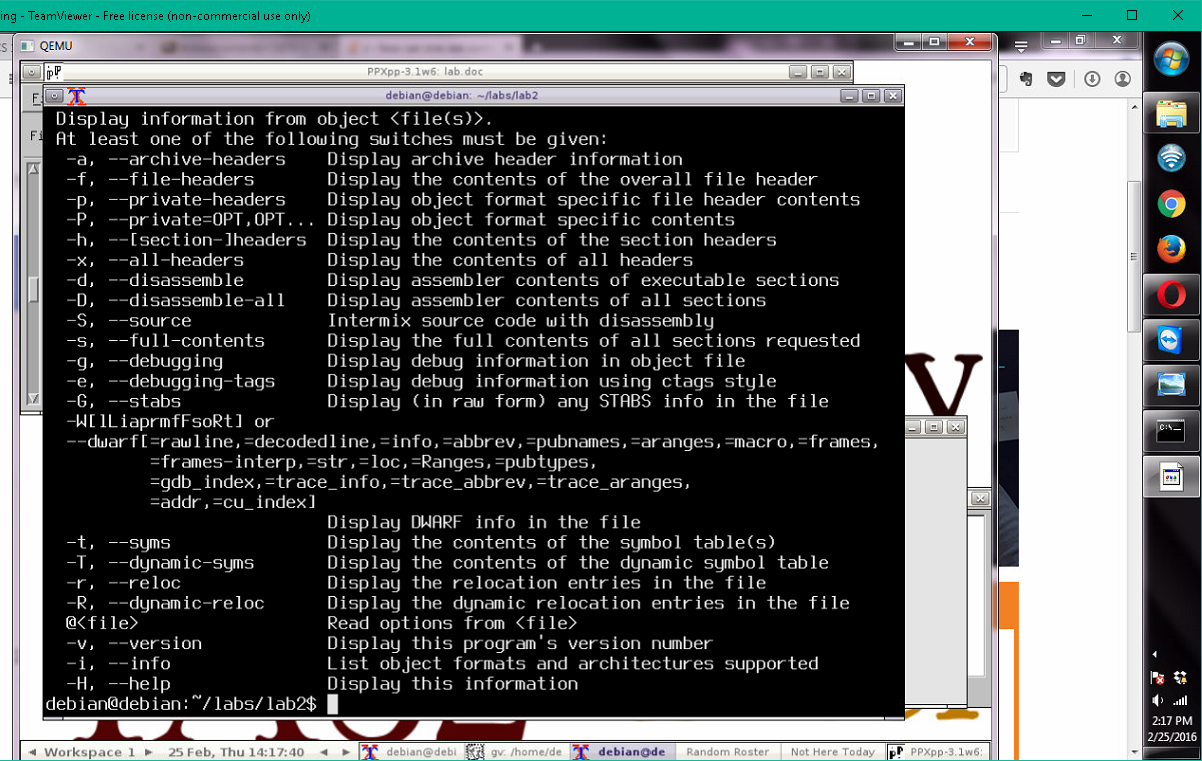 ing - TeamViewer - Free license (non-commercial use only)
QEMU
PPXpp-3.1w6: lab.doc
debian@debian: ~/labs/lab2
Display information from object <file(s)>.
At least one of the following switches must be given:
-a, --archive-headers Display archive header information
-f, --file-headers Display the contents of the overall file header
-p, --private-headers Display object format specific file header contents
-P, --private=OPT,OPT... Display object format specific contents
-h, --[section-]headers Display the contents of the section headers
-x, --all-headers Display the contents of all headers
-d, --disassemble Display assembler contents of executable sections
-D, --disassemble-all Display assembler contents of all sections
-S, --source Intermix source code with disassembly
-s, --full-contents Display the full contents of all sections requested
-g, --debugging Display debug information in object file
-e, --debugging-tags Display debug information using ctags style
-G, --stabs Display (in raw form) any STABS info in the file
-W[lLiaprmfFsoRt] or
--dwarf[=rawline,=decodedline,=info,=abbrev,=pubnames,=aranges,=macro,=frames,
=frames-interp,=str,=loc,=Ranges,=pubtypes,
=gdb_index,=trace_info,=trace_abbrev,=trace_aranges,
=addr,=cu_index]
Display DWARF info in the file
-t, --syms Display the contents of the symbol table(s)
-T, --dynamic-syms Display the contents of the dynamic symbol table
-r, --reloc Display the relocation entries in the file
-R, --dynamic-reloc Display the dynamic relocation entries in the file
@<file> Read options from <file>
-v, --version Display this program's version number
-i, --info List object formats and architectures supported
-H, --help Display this information
debian@debian:~/labs/lab2$
Workspace 1 25 Feb, Thu 14:17:40 debian@debi gv: /home/de debian@de Random Roster Not Here Today PPXpp-3.1w6:
2:17 PM
2/25/2016